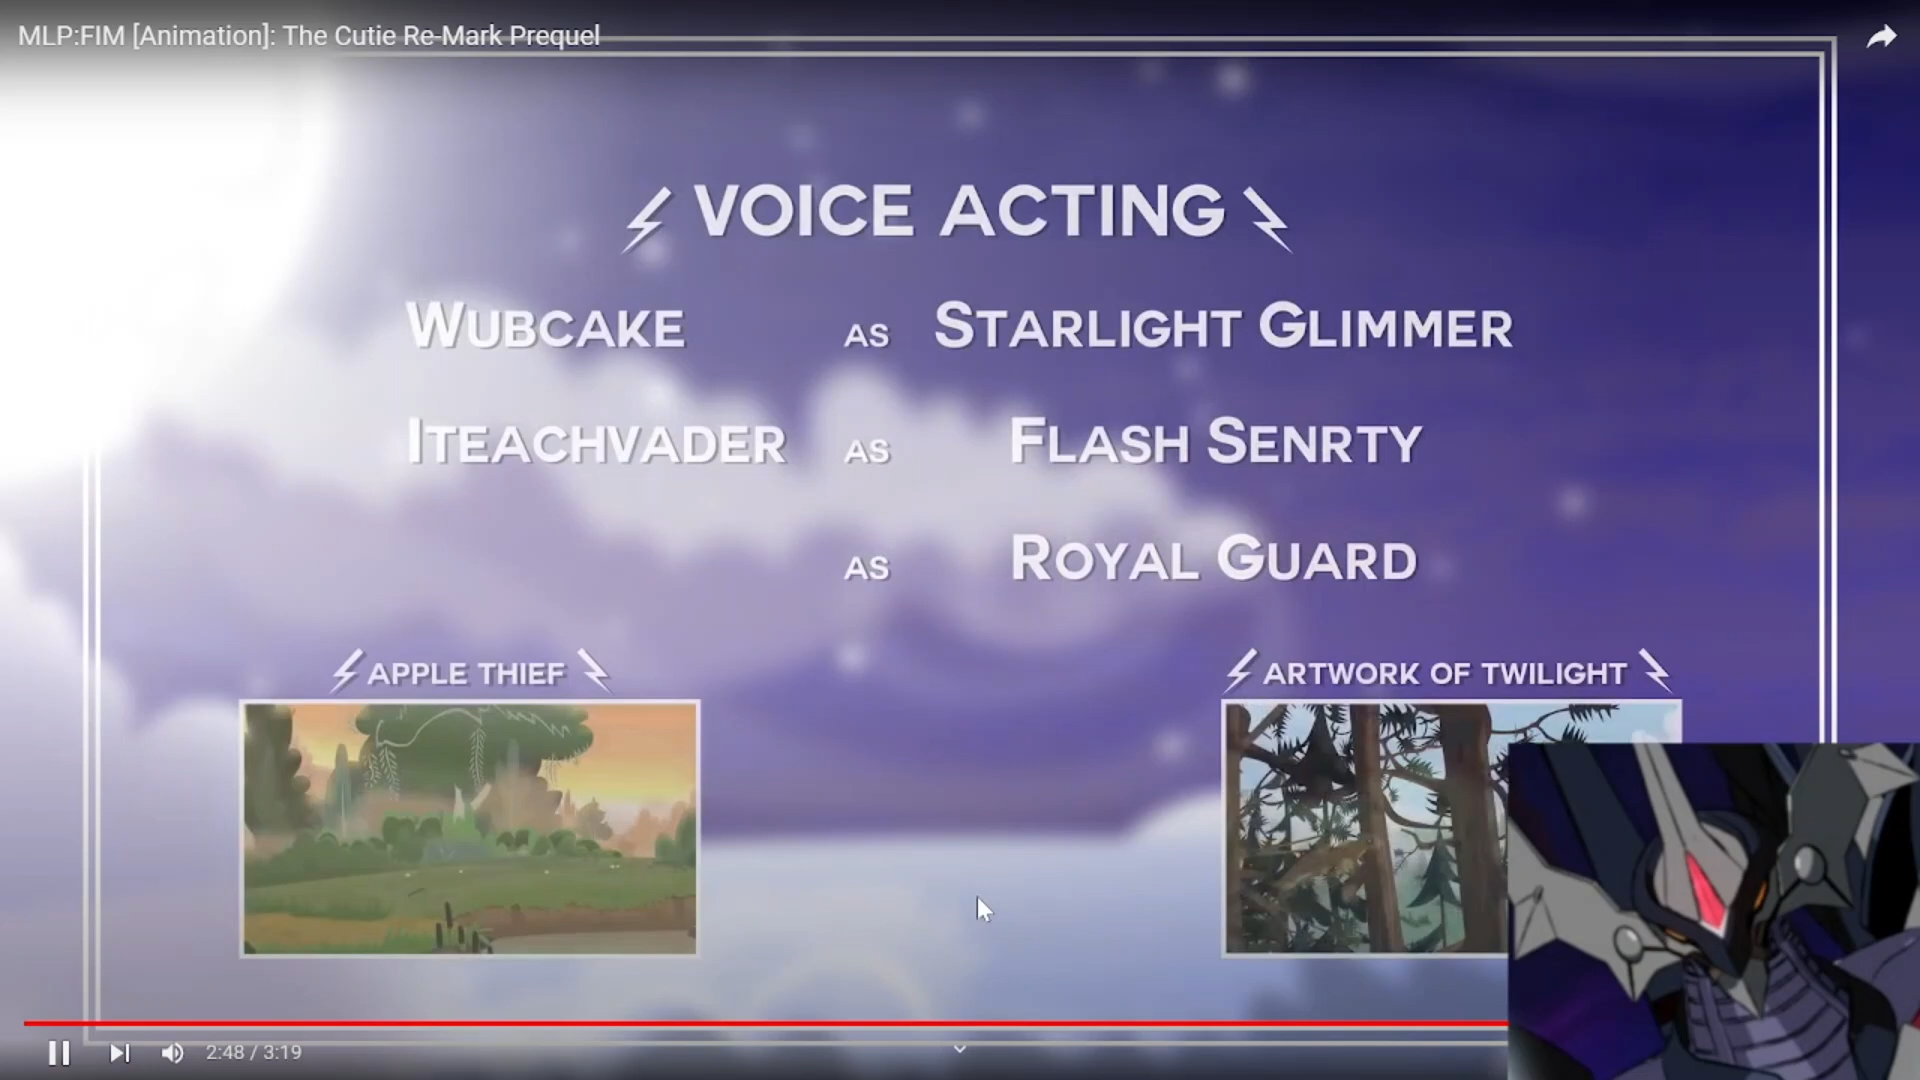 MLP:FIM [Animation]: The Cutie Re-Mark Prequel
VOICE ACTING
WUBCAKE AS STARLIGHT GLIMMER
ITEACHVADER AS FLASH SENRTY
AS ROYAL GUARD
APPLE THIEF
ARTWORK OF TWILIGHT
2:48 / 3:19